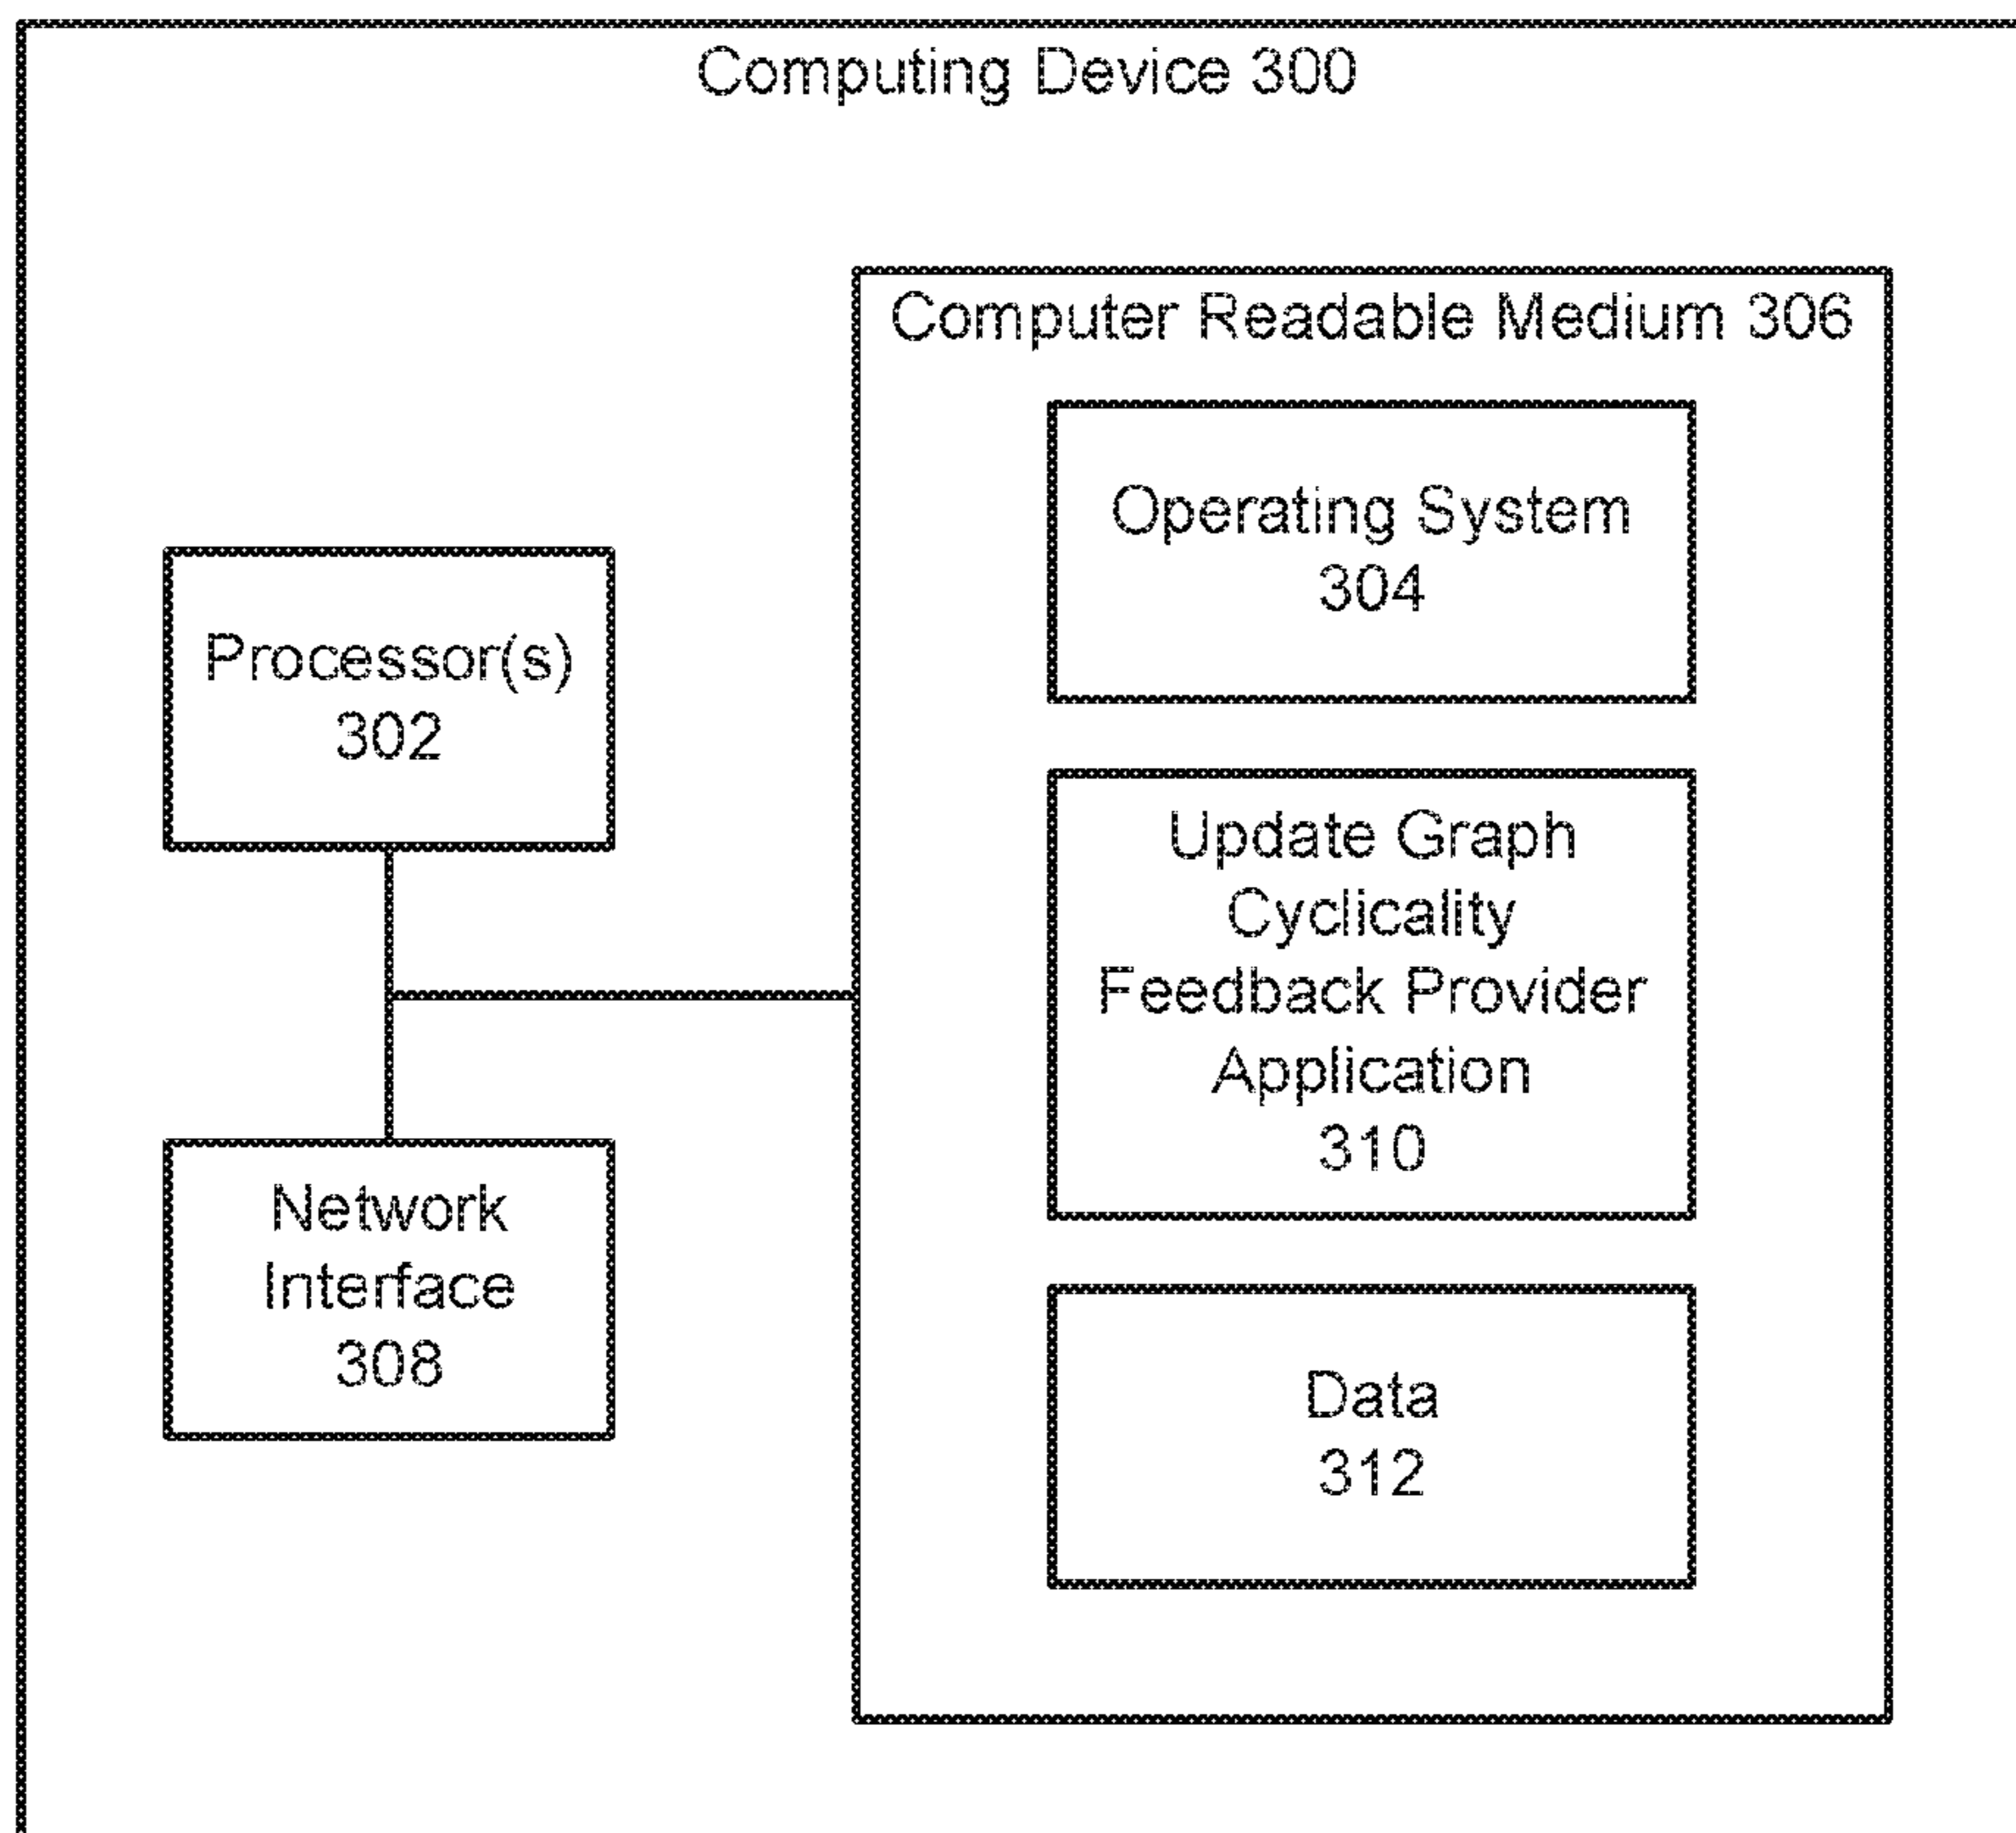 Computing Device 300
Computer Readable Medium 306
Operating System
304
Processor(s)
302
Update Graph
Cyclicality
Feedback Provider
Application
310
Network
Interface
308
Data
312